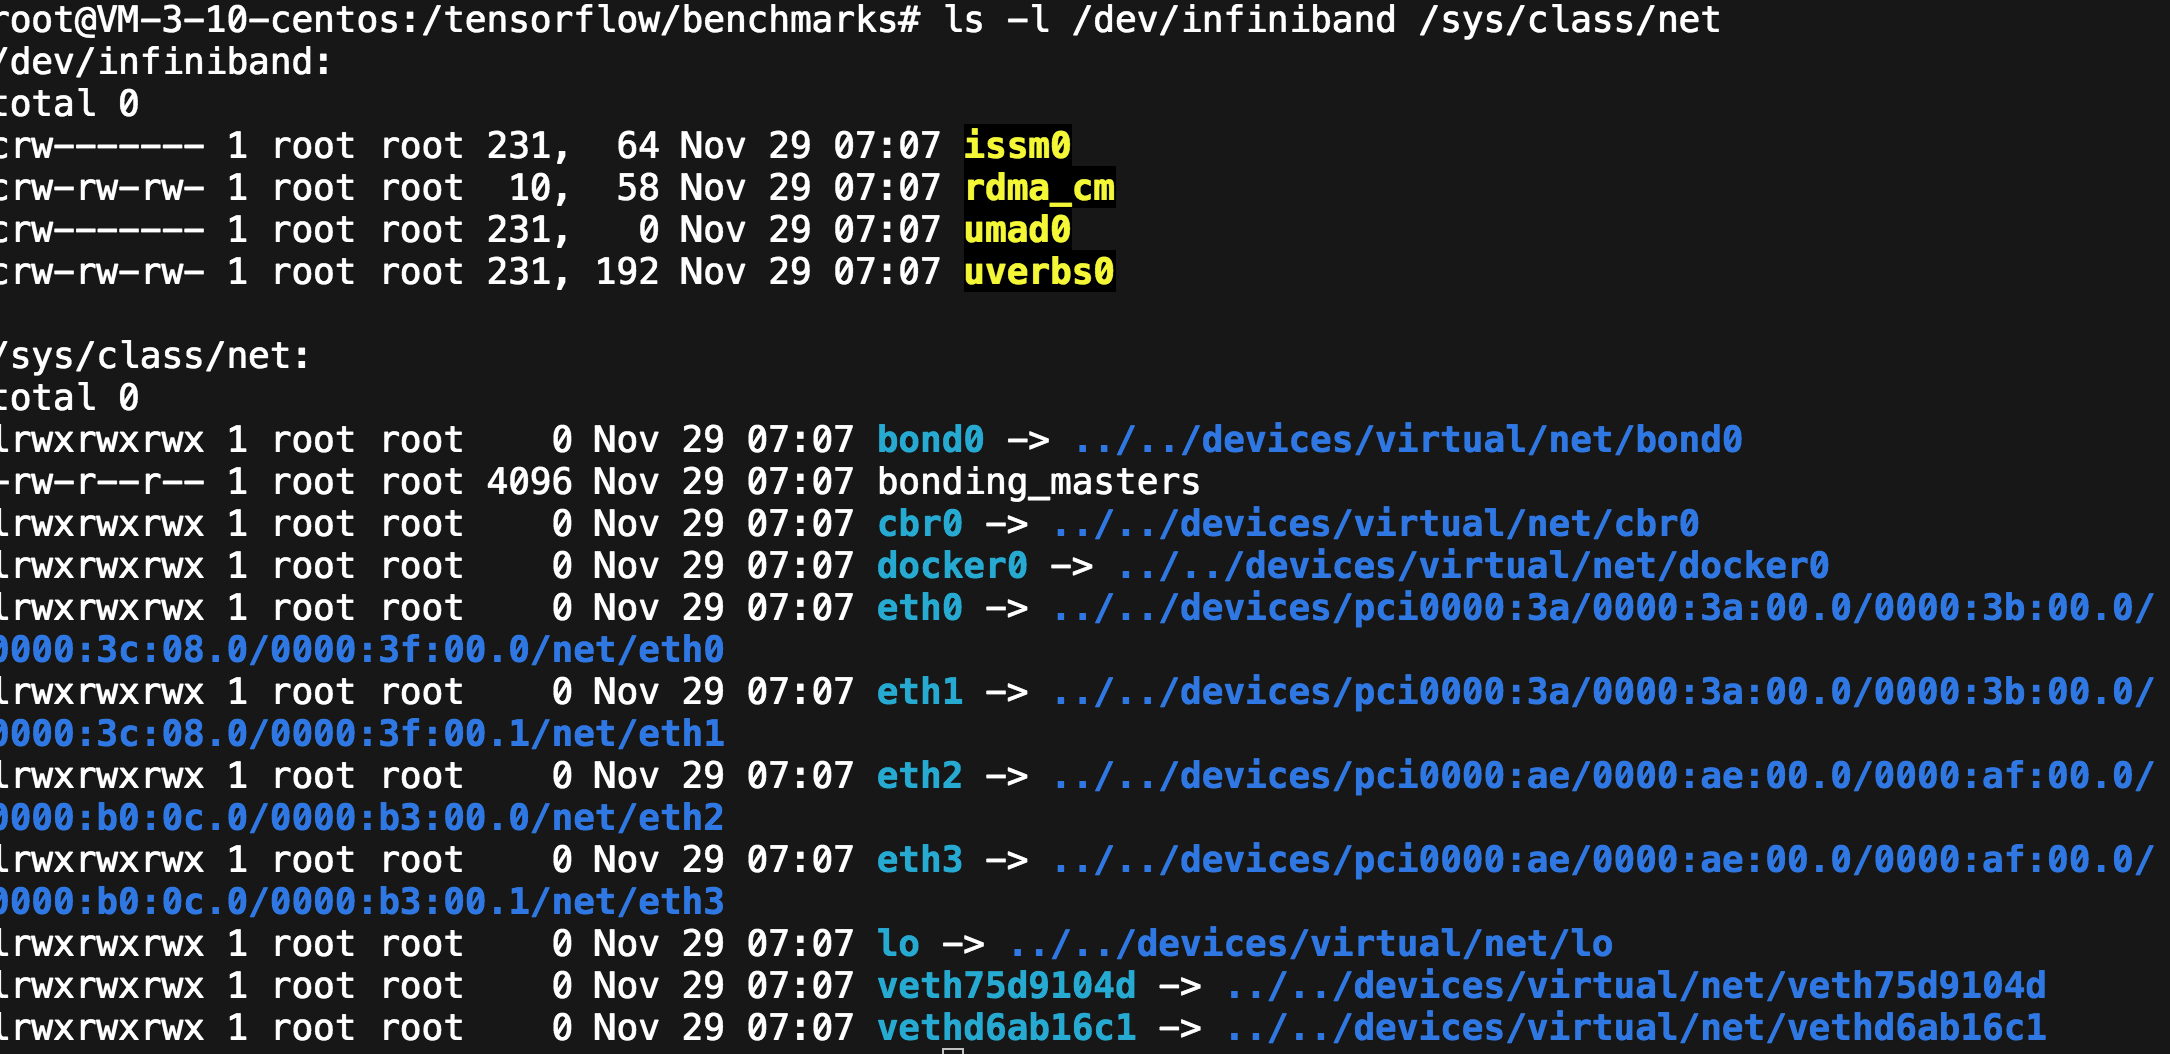 root@VM-3-10-centos:/tensorflow/benchmarks# ls -l /dev/infiniband /sys/class/net
/dev/infiniband:
total 0
crw------- 1 root root 231,  64 Nov 29 07:07 issm0
crw-rw-rw- 1 root root  10,  58 Nov 29 07:07 rdma_cm
crw------- 1 root root 231,   0 Nov 29 07:07 umad0
crw-rw-rw- 1 root root 231, 192 Nov 29 07:07 uverbs0

/sys/class/net:
total 0
lrwxrwxrwx 1 root root    0 Nov 29 07:07 bond0 -> ../../devices/virtual/net/bond0
-rw-r--r-- 1 root root 4096 Nov 29 07:07 bonding_masters
lrwxrwxrwx 1 root root    0 Nov 29 07:07 cbr0 -> ../../devices/virtual/net/cbr0
lrwxrwxrwx 1 root root    0 Nov 29 07:07 docker0 -> ../../devices/virtual/net/docker0
lrwxrwxrwx 1 root root    0 Nov 29 07:07 eth0 -> ../../devices/pci0000:3a/0000:3a:00.0/0000:3b:00.0/
0000:3c:08.0/0000:3f:00.0/net/eth0
lrwxrwxrwx 1 root root    0 Nov 29 07:07 eth1 -> ../../devices/pci0000:3a/0000:3a:00.0/0000:3b:00.0/
0000:3c:08.0/0000:3f:00.1/net/eth1
lrwxrwxrwx 1 root root    0 Nov 29 07:07 eth2 -> ../../devices/pci0000:ae/0000:ae:00.0/0000:af:00.0/
0000:b0:0c.0/0000:b3:00.0/net/eth2
lrwxrwxrwx 1 root root    0 Nov 29 07:07 eth3 -> ../../devices/pci0000:ae/0000:ae:00.0/0000:af:00.0/
0000:b0:0c.0/0000:b3:00.1/net/eth3
lrwxrwxrwx 1 root root    0 Nov 29 07:07 lo -> ../../devices/virtual/net/lo
lrwxrwxrwx 1 root root    0 Nov 29 07:07 veth75d9104d -> ../../devices/virtual/net/veth75d9104d
lrwxrwxrwx 1 root root    0 Nov 29 07:07 vethd6ab16c1 -> ../../devices/virtual/net/vethd6ab16c1